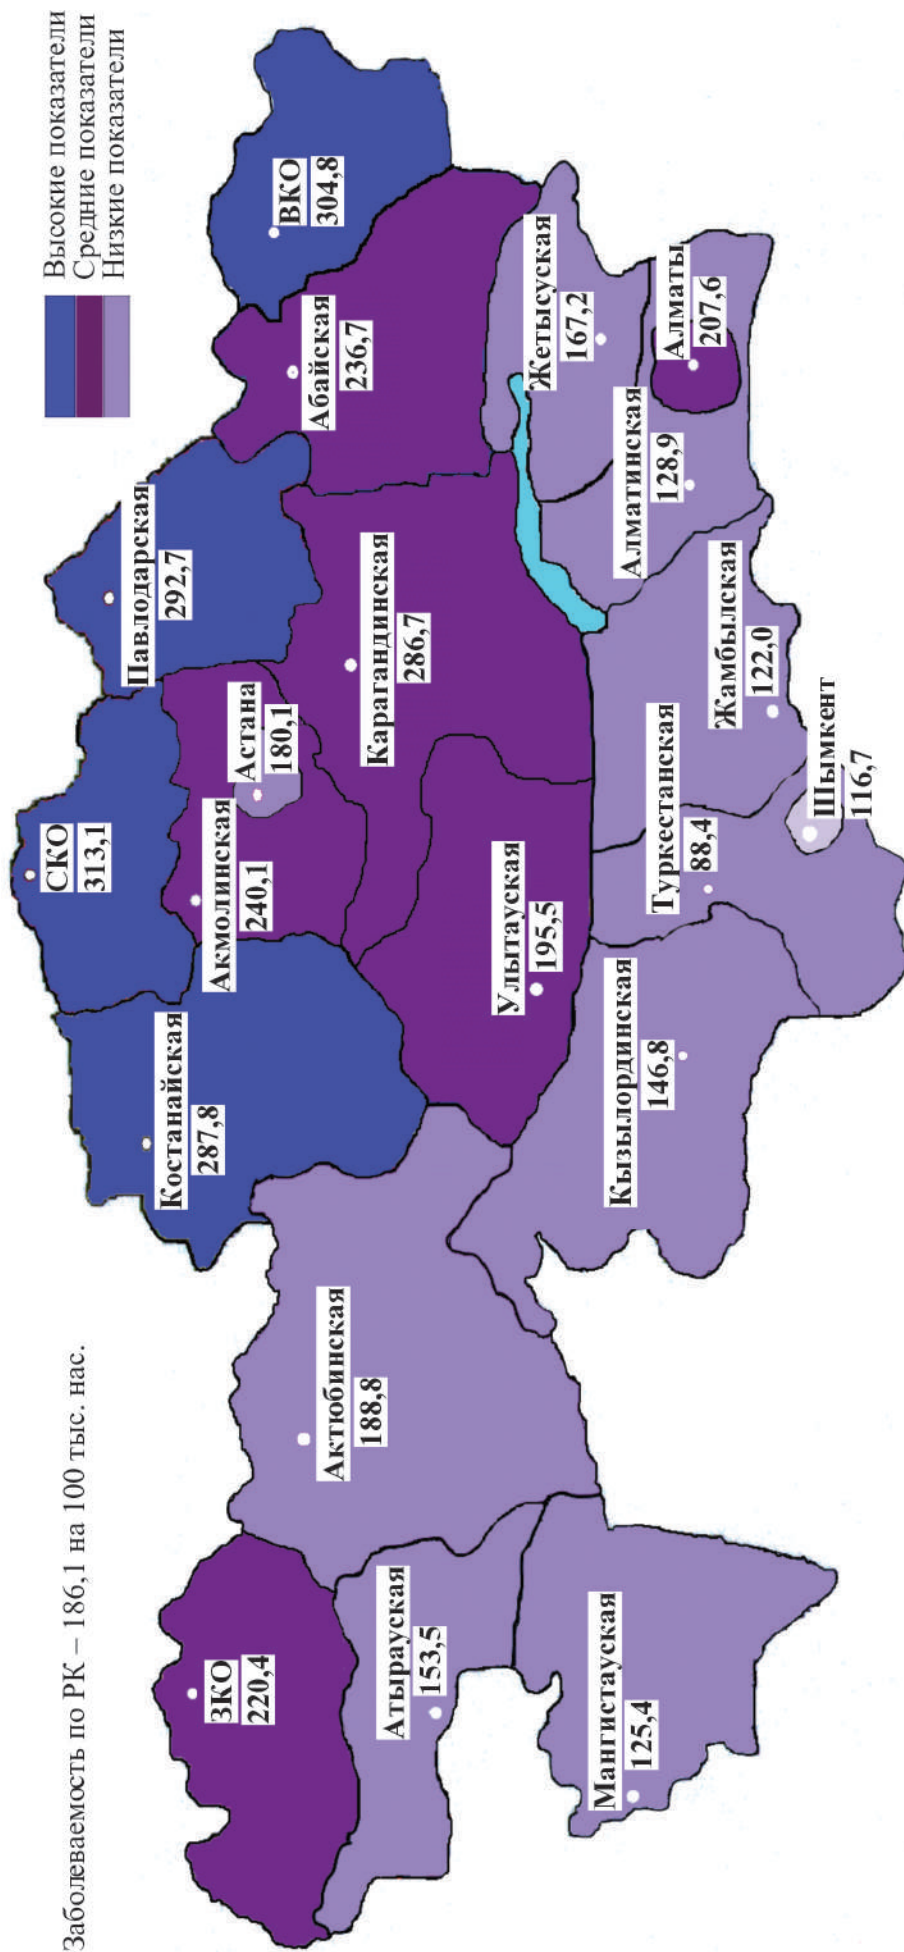 Заболеваемость по РК – 186,1 на 100 тыс. нас.
Высокие показатели
Средние показатели
Низкие показатели
СКО
313,1
Павлодарская
292,7
Костанайская
287,8
Акмолинская
240,1
Астана
180,1
ВКО
304,8
Абайская
236,7
ЗКО
220,4
Актюбинская
188,8
Карагандинская
286,7
Атырауская
153,5
Улытауская
195,5
Жетысуская
167,2
Мангистауская
125,4
Кызылординская
146,8
Туркестанская
88,4
Алматинская
128,9
Алматы
207,6
Жамбылская
122,0
Шымкент
116,7